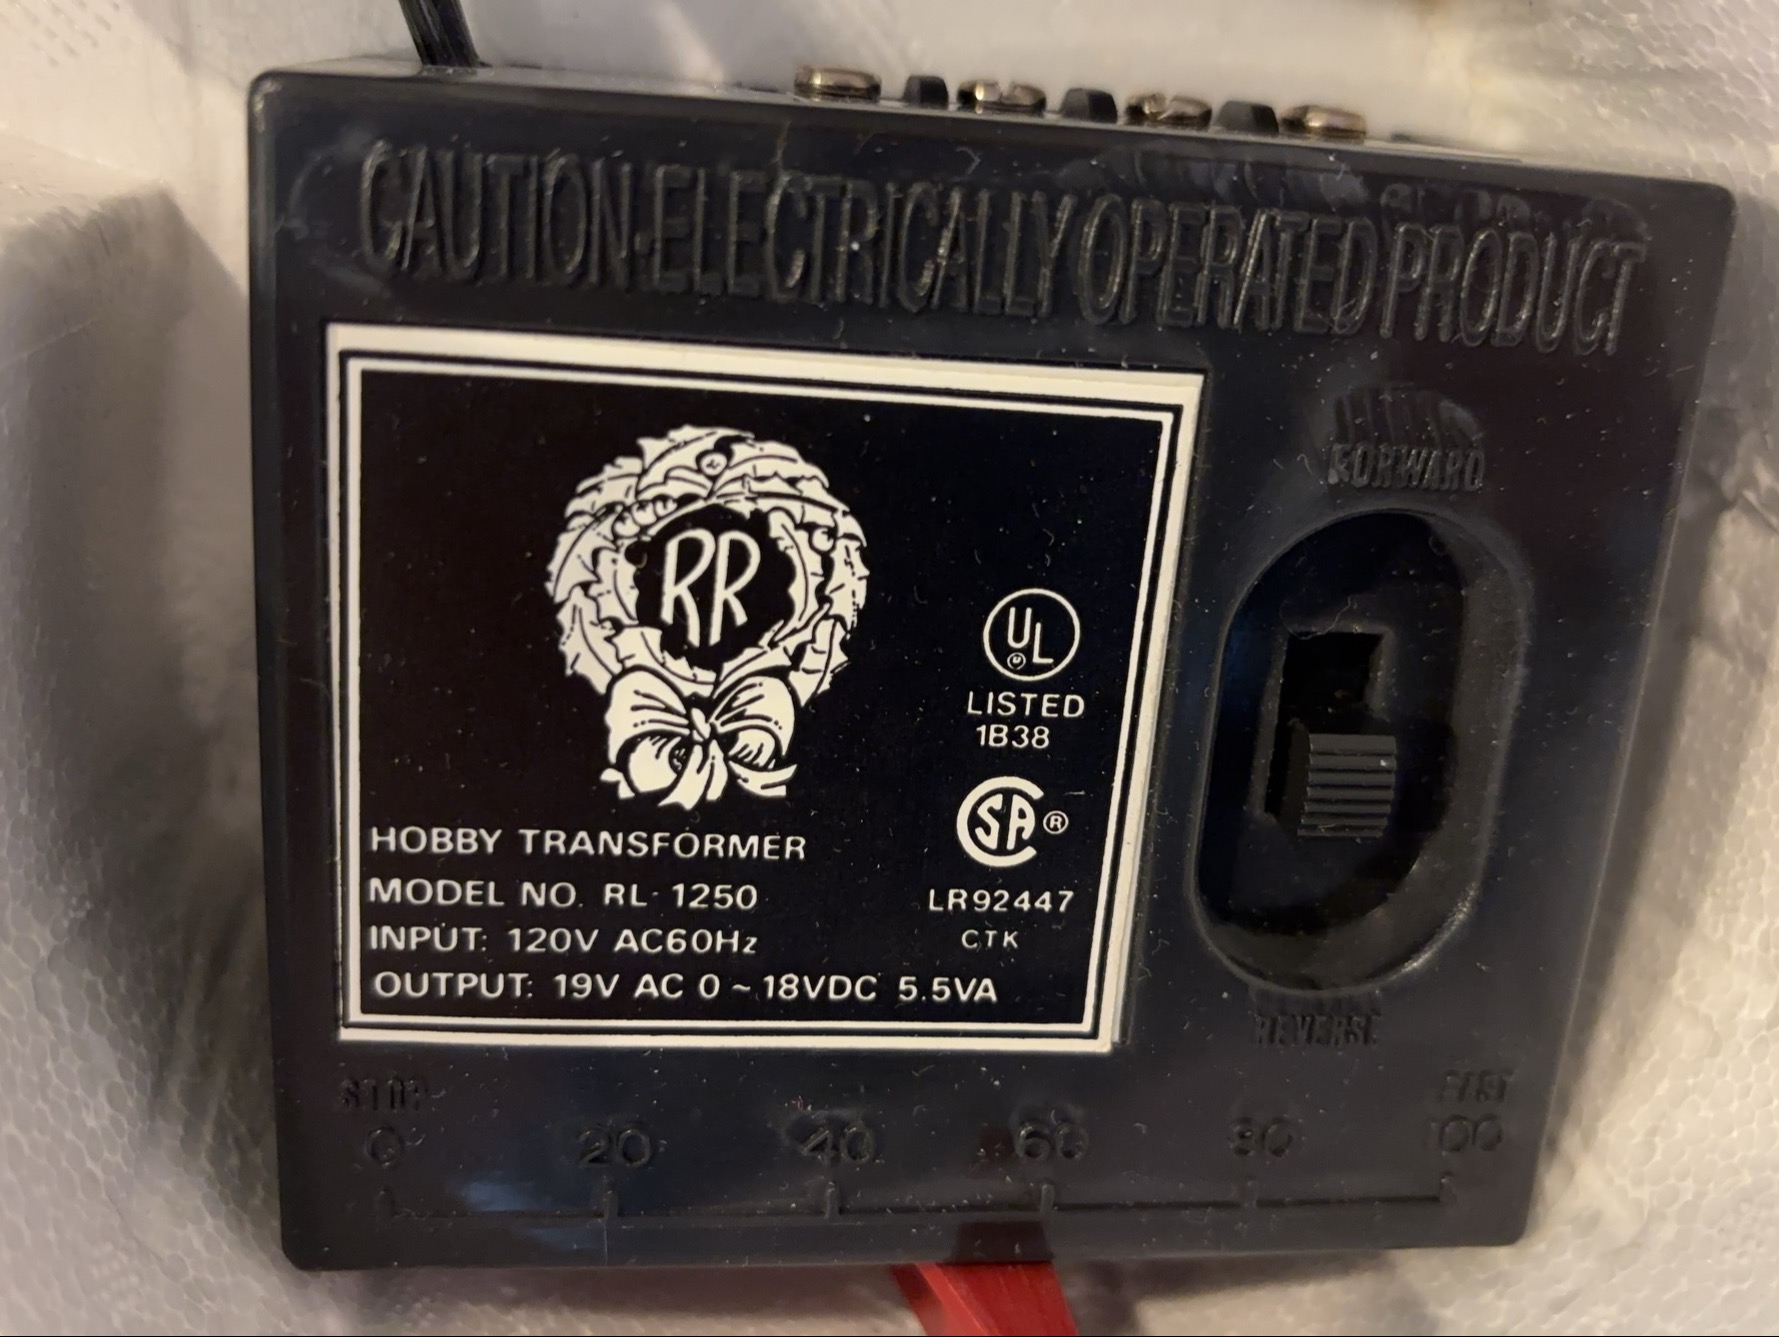 CAUTION-ELECTRICALLY OPERATED PRODUCT
FORWARD
RR
UL
LISTED
1B38
SA®
HOBBY TRANSFORMER
MODEL NO. RL-1250
INPUT: 120V AC60Hz
OUTPUT: 19V AC 0~18VDC 5.5VA
LR92447
CTK
REVERSE
STOP
FAST
0 20 40 60 80 100